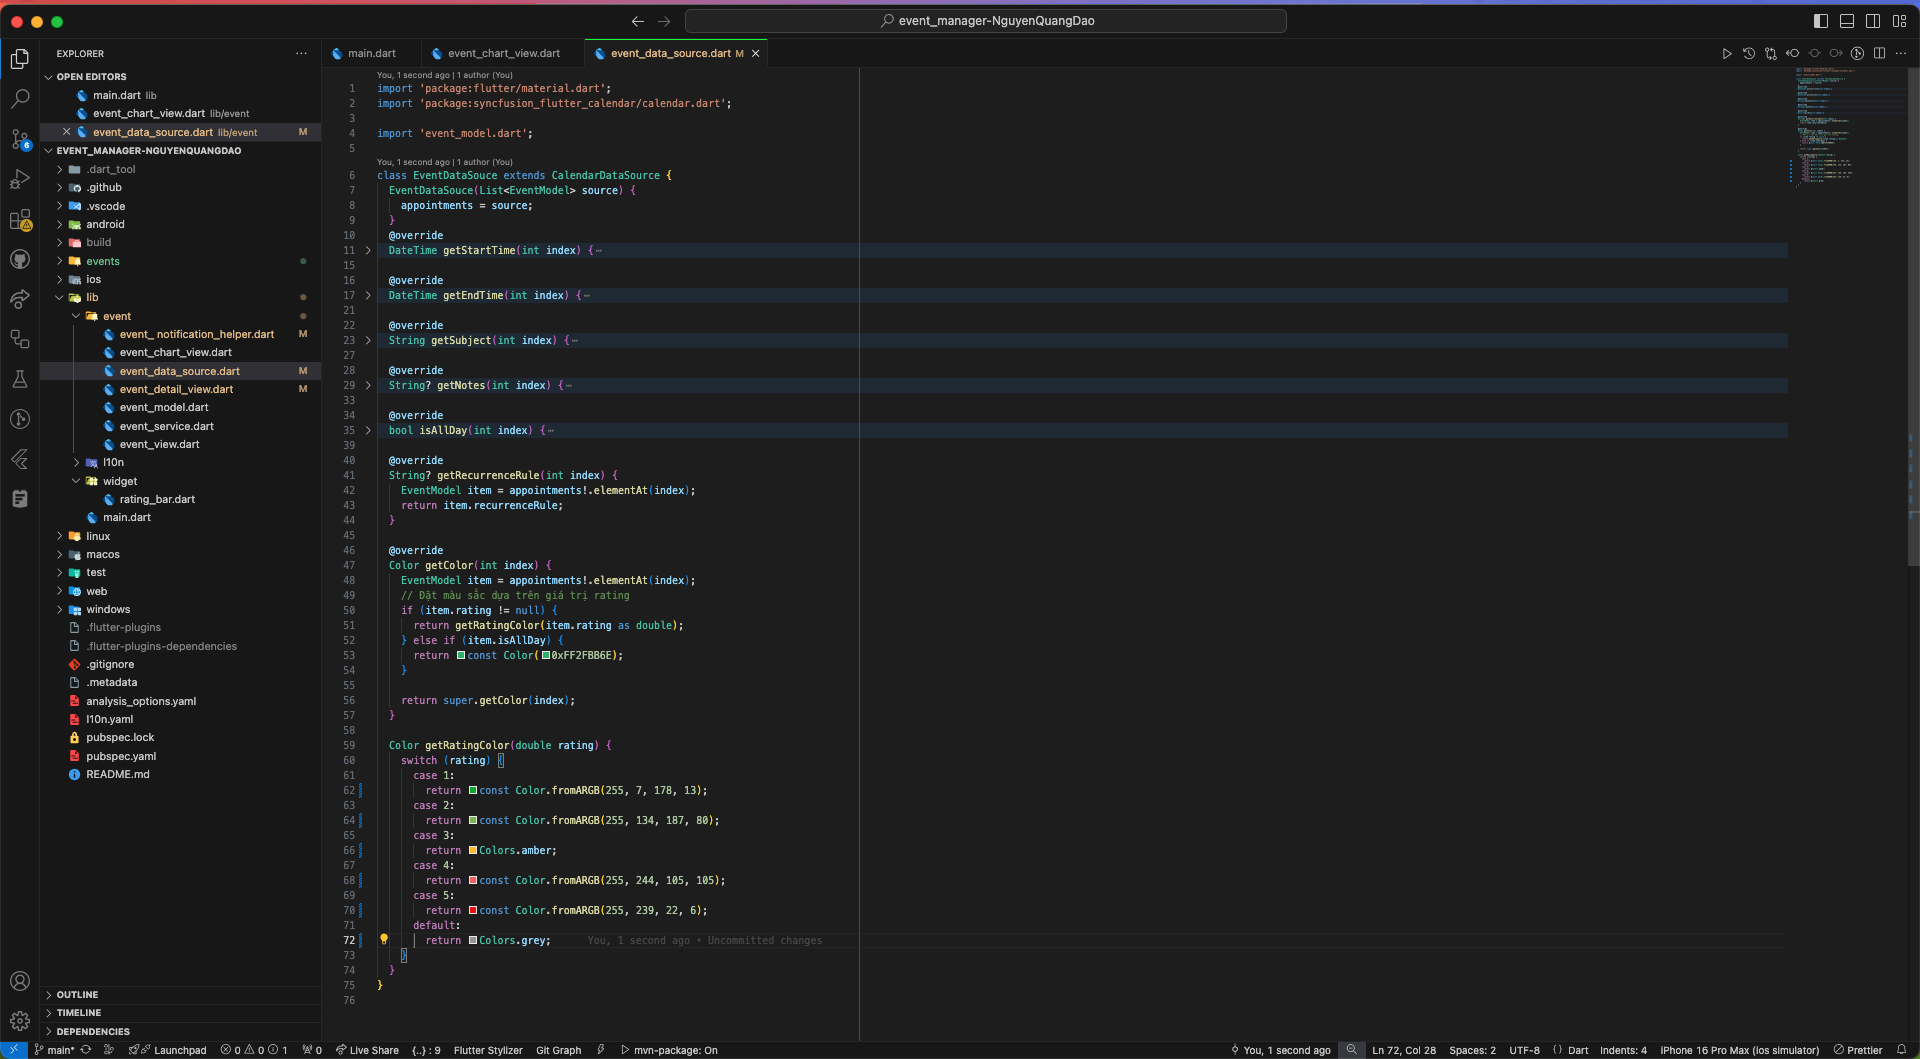 event_manager-NguyenQuangDao
EXPLORER
OPEN EDITORS
main.dart lib
event_chart_view.dart lib/event
event_data_source.dart lib/event M
EVENT_MANAGER-NGUYENQUANGDAO
.dart_tool
.github
.vscode
android
build
events
ios
lib
event
event_ notification_helper.dart M
event_chart_view.dart
event_data_source.dart M
event_detail_view.dart M
event_model.dart
event_service.dart
event_view.dart
l10n
widget
rating_bar.dart
main.dart
linux
macos
test
web
windows
.flutter-plugins
.flutter-plugins-dependencies
.gitignore
.metadata
analysis_options.yaml
l10n.yaml
pubspec.lock
pubspec.yaml
README.md
OUTLINE
TIMELINE
DEPENDENCIES
6
main.dart
event_chart_view.dart
event_data_source.dart M
You, 1 second ago | 1 author (You)
1 import 'package:flutter/material.dart';
2 import 'package:syncfusion_flutter_calendar/calendar.dart';
3
4 import 'event_model.dart';
5
You, 1 second ago | 1 author (You)
6 class EventDataSouce extends CalendarDataSource {
7 EventDataSouce(List<EventModel> source) {
8 appointments = source;
9 }
10 @override
11 DateTime getStartTime(int index) {⋯
15
16 @override
17 DateTime getEndTime(int index) {⋯
21
22 @override
23 String getSubject(int index) {⋯
27
28 @override
29 String? getNotes(int index) {⋯
33
34 @override
35 bool isAllDay(int index) {⋯
39
40 @override
41 String? getRecurrenceRule(int index) {
42 EventModel item = appointments!.elementAt(index);
43 return item.recurrenceRule;
44 }
45
46 @override
47 Color getColor(int index) {
48 EventModel item = appointments!.elementAt(index);
49 // Đặt màu sắc dựa trên giá trị rating
50 if (item.rating != null) {
51 return getRatingColor(item.rating as double);
52 } else if (item.isAllDay) {
53 return const Color(0xFF2FBB6E);
54 }
55
56 return super.getColor(index);
57 }
58
59 Color getRatingColor(double rating) {
60 switch (rating) {
61 case 1:
62 return const Color.fromARGB(255, 7, 178, 13);
63 case 2:
64 return const Color.fromARGB(255, 134, 187, 80);
65 case 3:
66 return Colors.amber;
67 case 4:
68 return const Color.fromARGB(255, 244, 105, 105);
69 case 5:
70 return const Color.fromARGB(255, 239, 22, 6);
71 default:
72 return Colors.grey; You, 1 second ago • Uncommitted changes
73 }
74 }
75 }
76
main* Launchpad 0 0 1 0 Live Share {..} : 9 Flutter Stylizer Git Graph mvn-package: On You, 1 second ago Ln 72, Col 28 Spaces: 2 UTF-8 {} Dart Indents: 4 iPhone 16 Pro Max (ios simulator) Prettier